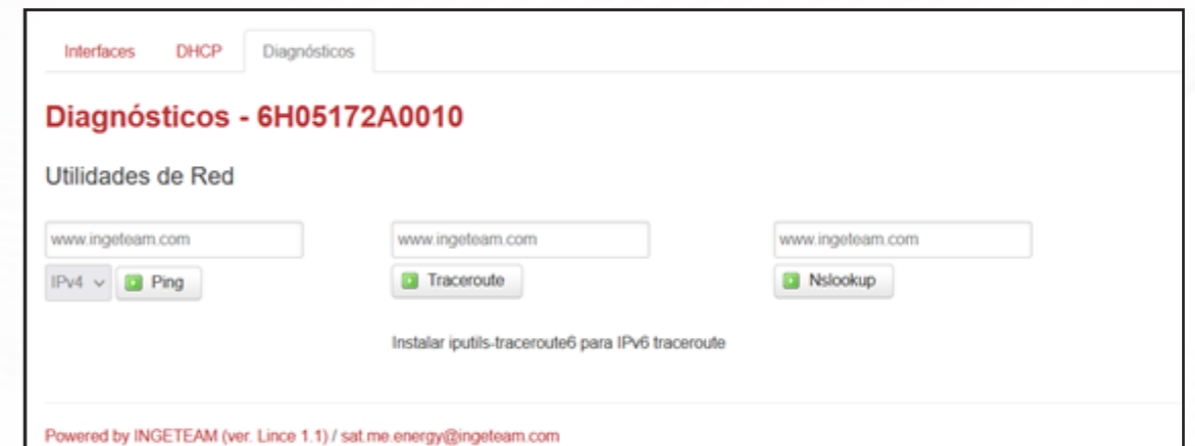 Interfaces DHCP Diagnósticos
Diagnósticos - 6H05172A0010
Utilidades de Red
www.ingeteam.com www.ingeteam.com www.ingeteam.com
IPv4 Ping Traceroute Nslookup
Instalar iputils-traceroute6 para IPv6 traceroute
Powered by INGETEAM (ver. Lince 1.1) / sat.me.energy@ingeteam.com